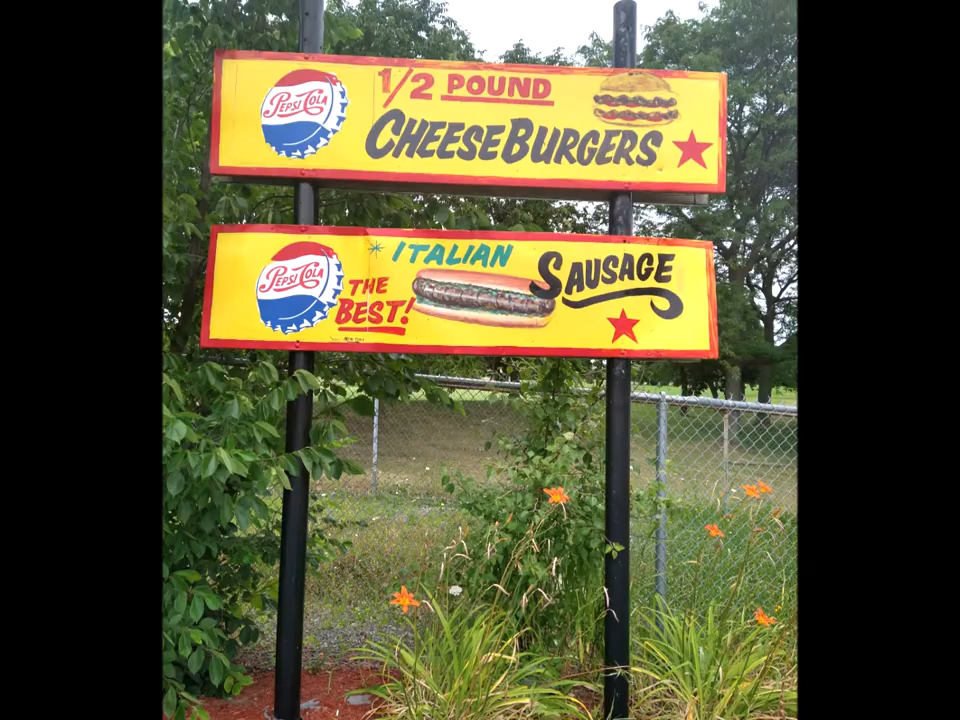 PEPSI-COLA
1/2 POUND
CHEESEBURGERS
PEPSI-COLA
THE
BEST!
ITALIAN
SAUSAGE